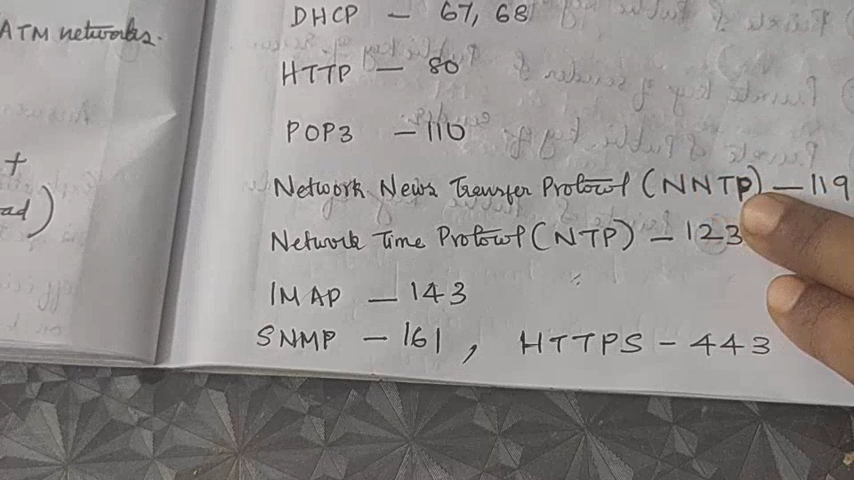 ATM networks.
+
ad)
DHCP - 67, 68
HTTP - 80
POP3 - 110
Network News Transfer Protocol (NNTP) - 119
Network Time Protocol (NTP) - 123
IMAP - 143
SNMP - 161, HTTPS - 443